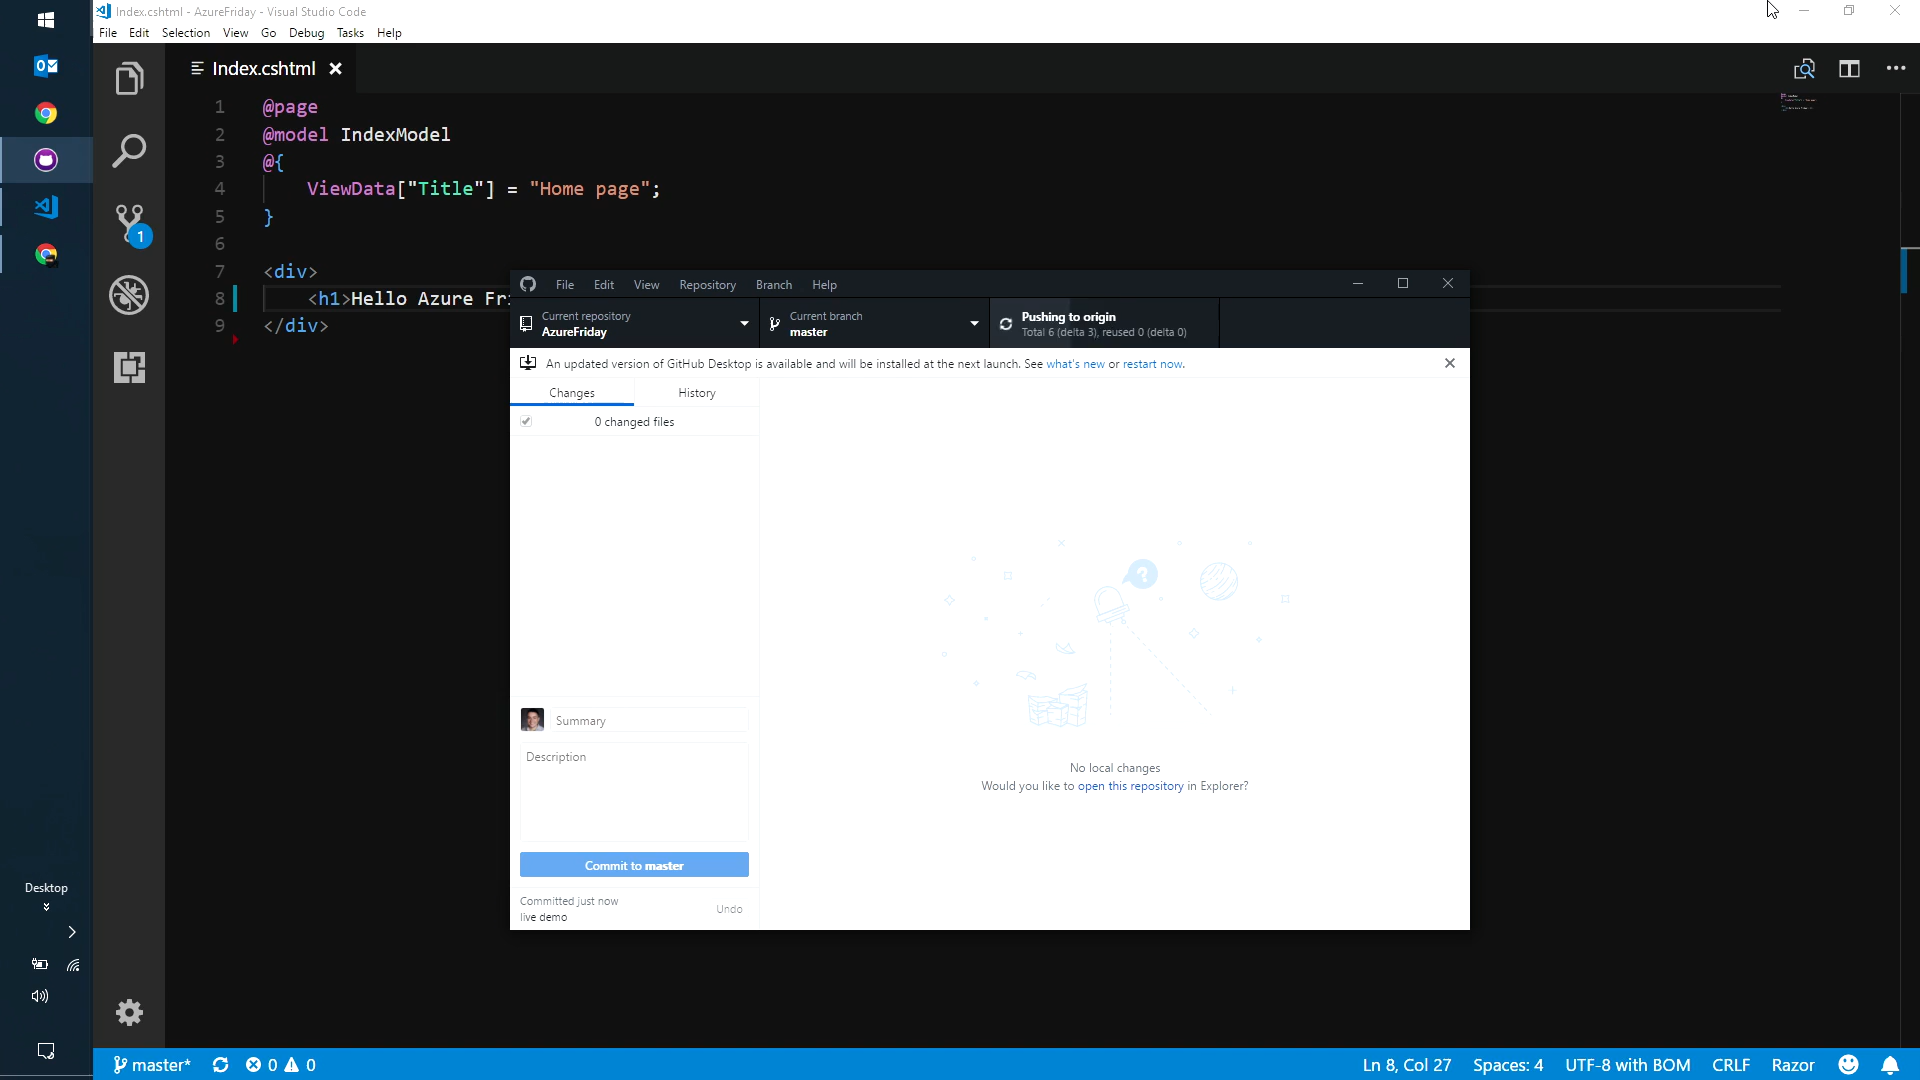 Index.cshtml - AzureFriday - Visual Studio Code
File Edit Selection View Go Debug Tasks Help
Index.cshtml
1 @page
2 @model IndexModel
3 @{
4 ViewData["Title"] = "Home page";
5 }
6
7 <div>
8 <h1>Hello Azure Fri
9 </div>
1
File Edit View Repository Branch Help
Current repository
AzureFriday
Current branch
master
Pushing to origin
Total 6 (delta 3), reused 0 (delta 0)
An updated version of GitHub Desktop is available and will be installed at the next launch. See what's new or restart now.
Changes History
0 changed files
?
No local changes
Would you like to open this repository in Explorer?
Summary
Description
Commit to master
Committed just now
live demo
Undo
Desktop
master* 0 0 Ln 8, Col 27 Spaces: 4 UTF-8 with BOM CRLF Razor